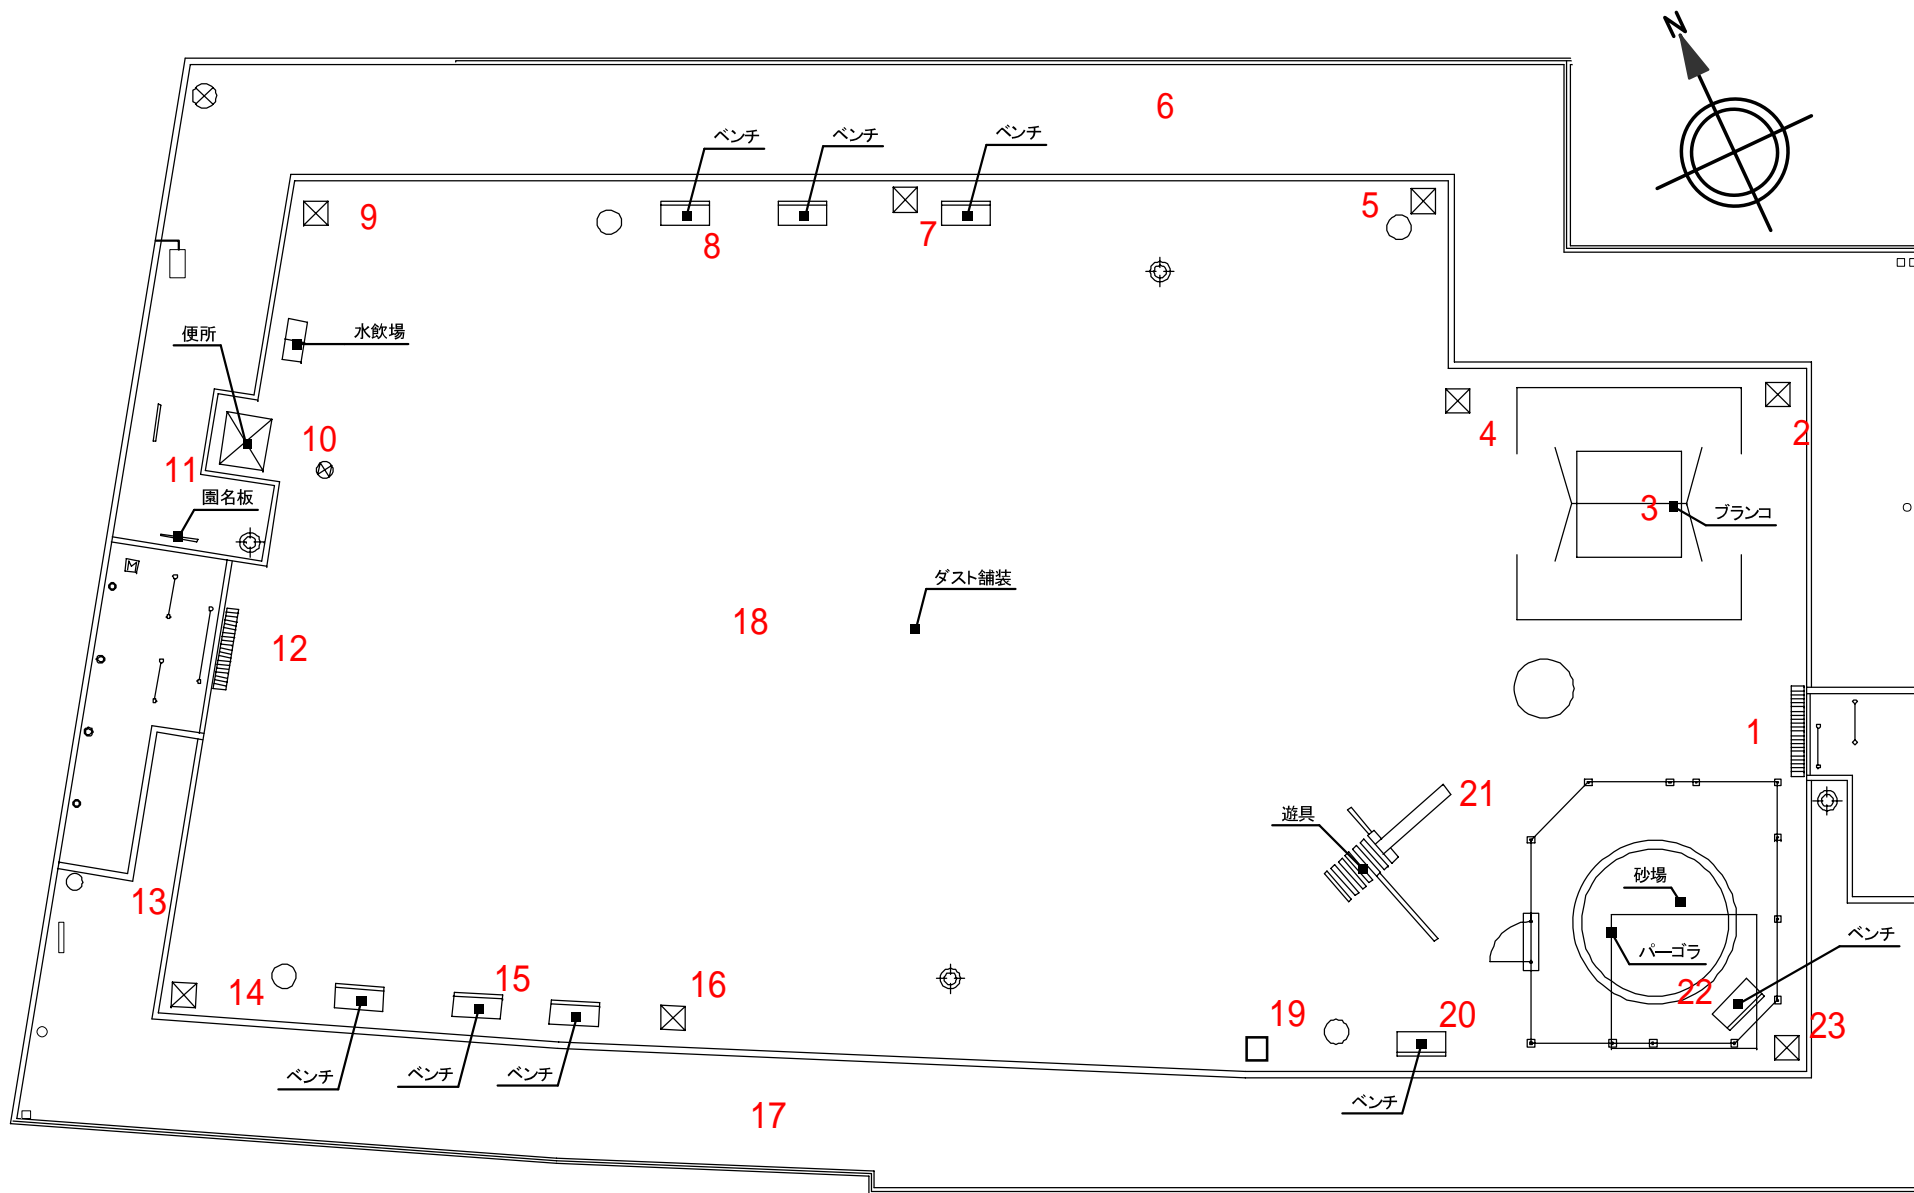 N
6
ベンチ
ベンチ
ベンチ
9
8
7
5
便所
水飲場
10
11
園名板
4
2
3
ブランコ
M
12
18
ダスト舗装
1
21
遊具
砂場
パーゴラ
ベンチ
22
23
13
14
15
16
19
20
ベンチ
ベンチ
ベンチ
ベンチ
17